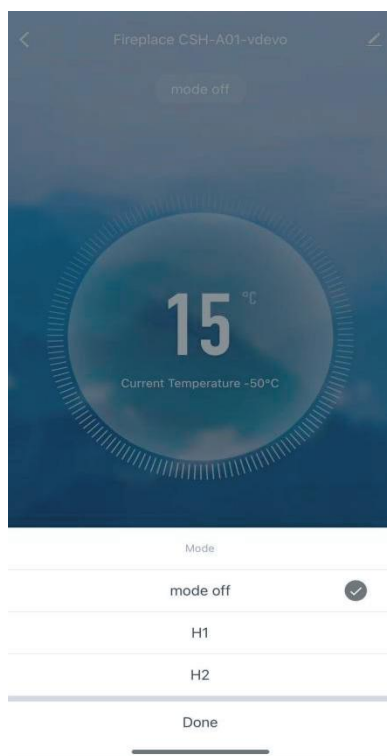 Fireplace CSH-A01-vdevo
mode off
15 °C
Current Temperature -50°C
Mode
mode off
H1
H2
Done